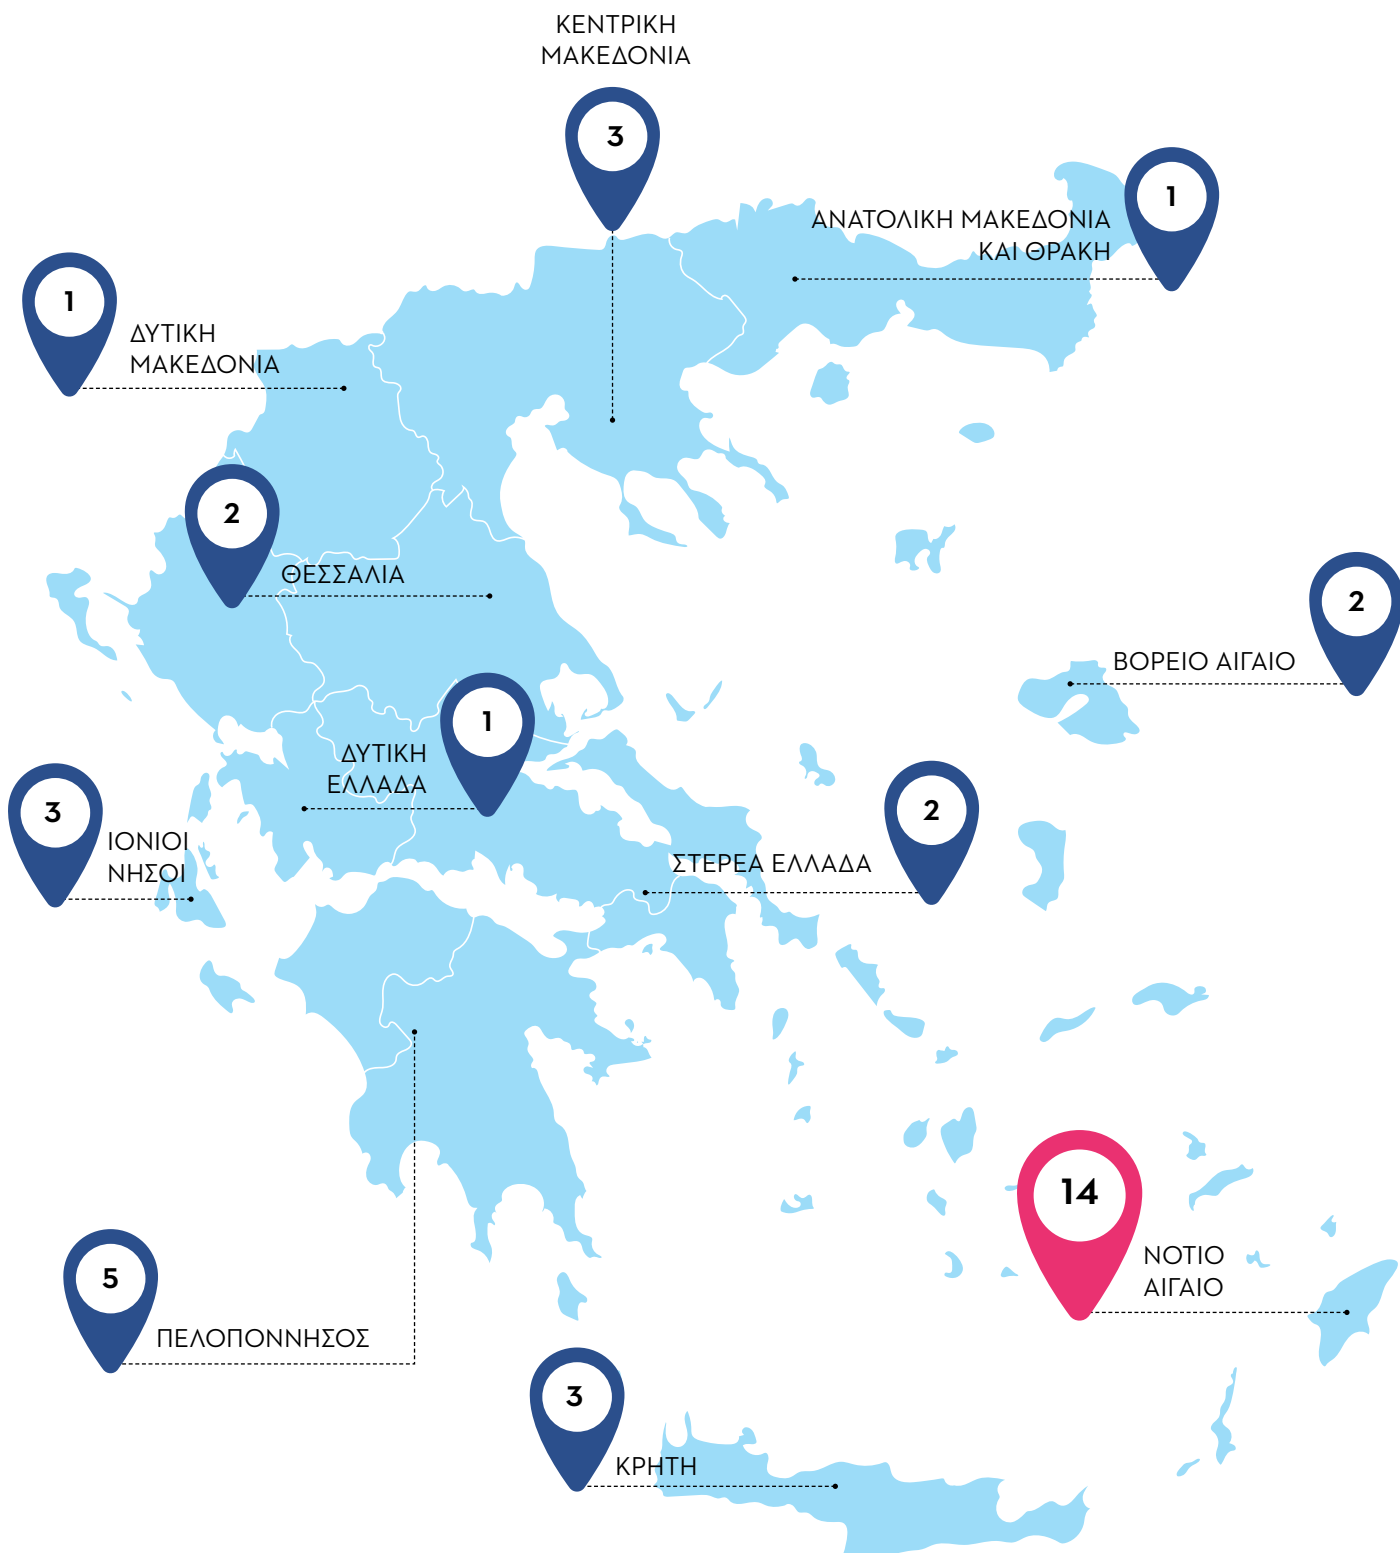 ΚΕΝΤΡΙΚΗ
ΜΑΚΕΔΟΝΙΑ
3
1
ΑΝΑΤΟΛΙΚΗ ΜΑΚΕΔΟΝΙΑ
ΚΑΙ ΘΡΑΚΗ
1
ΔΥΤΙΚΗ
ΜΑΚΕΔΟΝΙΑ
2
ΘΕΣΣΑΛΙΑ
2
ΒΟΡΕΙΟ ΑΙΓΑΙΟ
1
ΔΥΤΙΚΗ
ΕΛΛΑΔΑ
3
ΙΟΝΙΟΙ
ΝΗΣΟΙ
2
ΣΤΕΡΕΑ ΕΛΛΑΔΑ
14
ΝΟΤΙΟ
ΑΙΓΑΙΟ
5
ΠΕΛΟΠΟΝΝΗΣΟΣ
3
ΚΡΗΤΗ